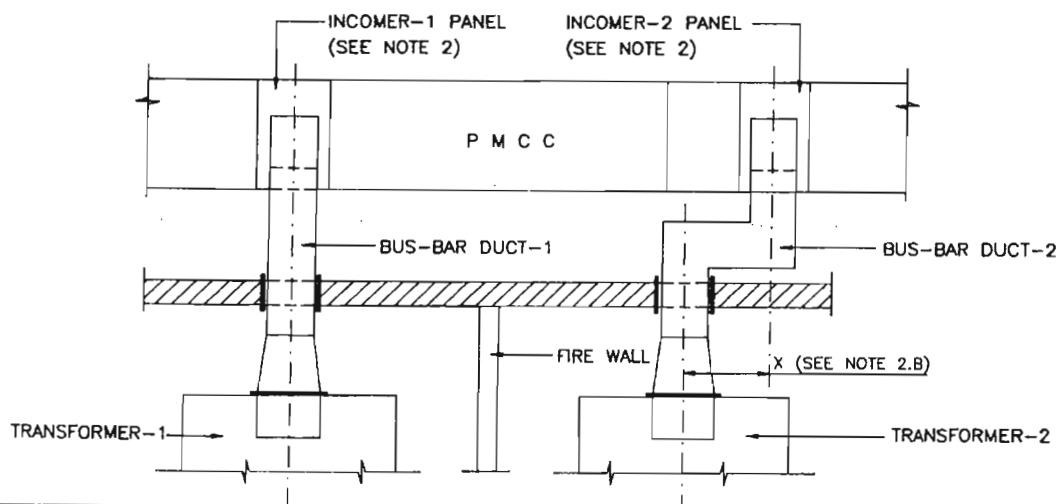 INCOMER-1 PANEL
(SEE NOTE 2)
INCOMER-2 PANEL
(SEE NOTE 2)
P M C C
BUS-BAR DUCT-1
BUS-BAR DUCT-2
FIRE WALL
X (SEE NOTE 2.B)
TRANSFORMER-1
TRANSFORMER-2